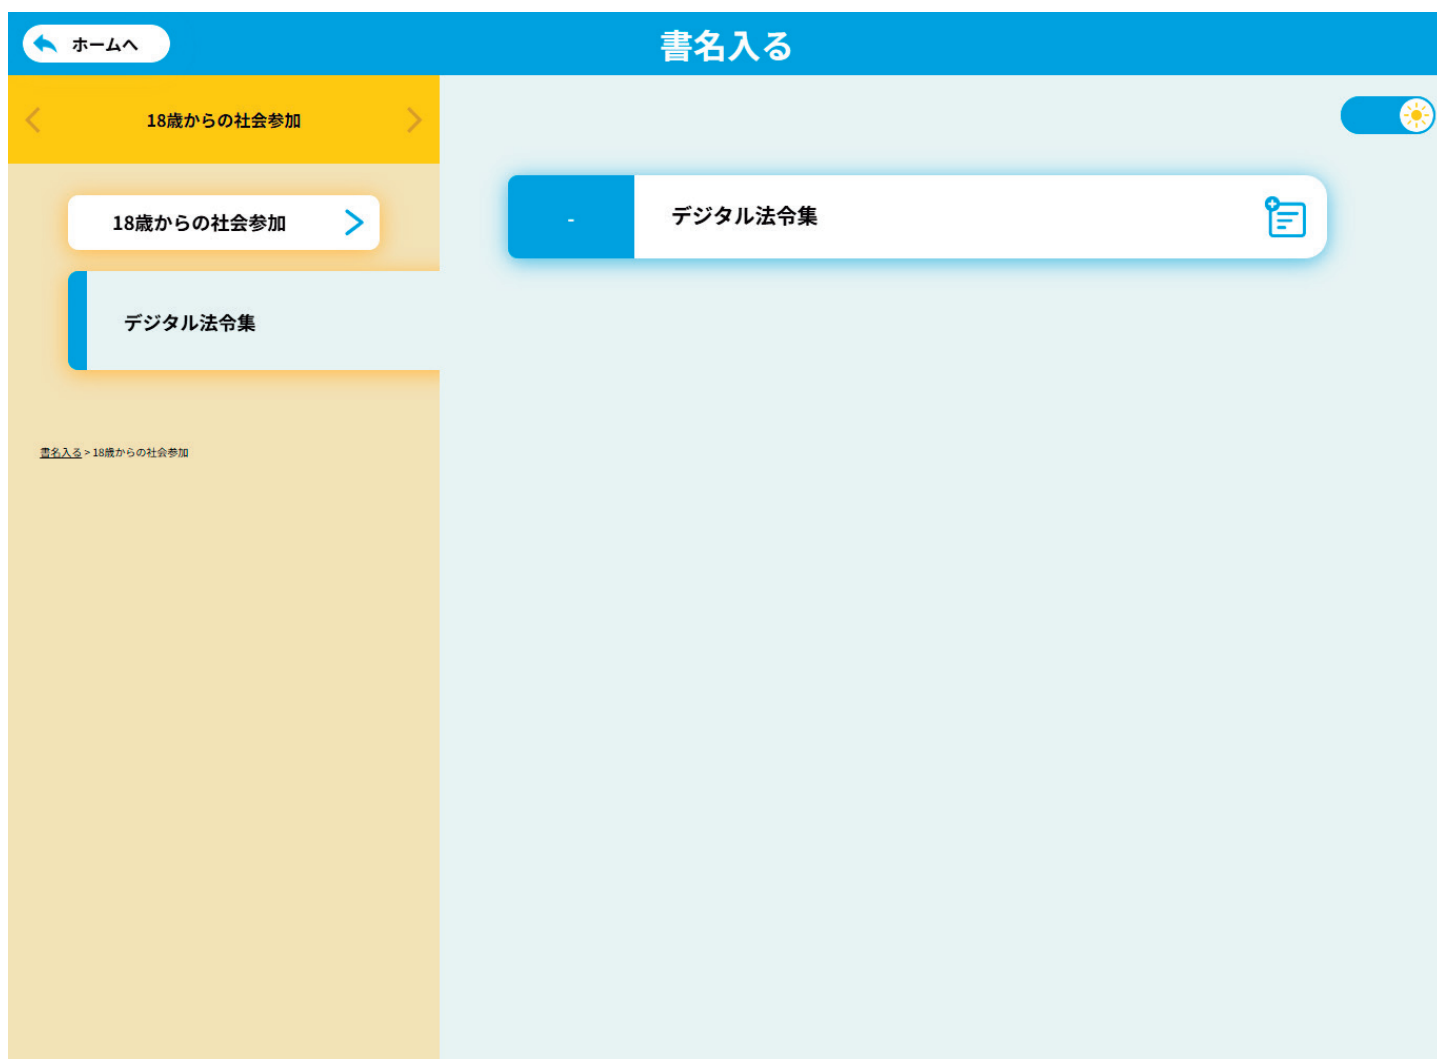 ホームへ
書名入る
18歳からの社会参加
18歳からの社会参加
デジタル法令集
書名入る > 18歳からの社会参加
-
デジタル法令集